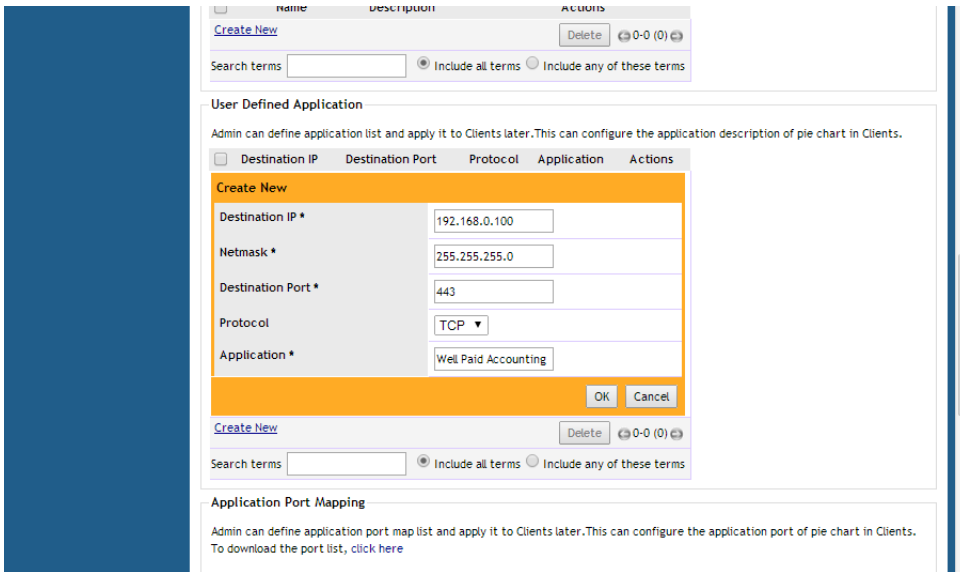 Name Description Actions
Create New Delete 0-0 (0)
Search terms Include all terms Include any of these terms
User Defined Application
Admin can define application list and apply it to Clients later.This can configure the application description of pie chart in Clients.
Destination IP Destination Port Protocol Application Actions
Create New
Destination IP * 192.168.0.100
Netmask * 255.255.255.0
Destination Port * 443
Protocol TCP
Application * Well Paid Accounting
OK Cancel
Create New Delete 0-0 (0)
Search terms Include all terms Include any of these terms
Application Port Mapping
Admin can define application port map list and apply it to Clients later.This can configure the application port of pie chart in Clients.
To download the port list, click here